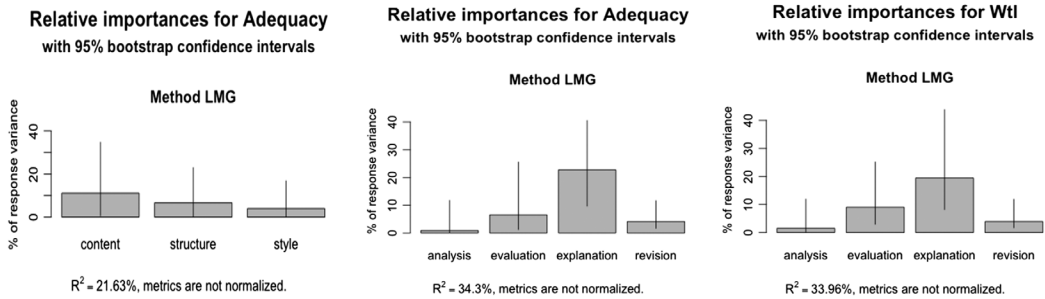 Relative importances for Adequacy
with 95% bootstrap confidence intervals
Method LMG
% of response variance
40
20
0
content structure style
R² = 21.63%, metrics are not normalized.
Relative importances for Adequacy
with 95% bootstrap confidence intervals
Method LMG
% of response variance
40
30
20
10
0
analysis evaluation explanation revision
R² = 34.3%, metrics are not normalized.
Relative importances for Wtl
with 95% bootstrap confidence intervals
Method LMG
% of response variance
40
30
20
10
0
analysis evaluation explanation revision
R² = 33.96%, metrics are not normalized.